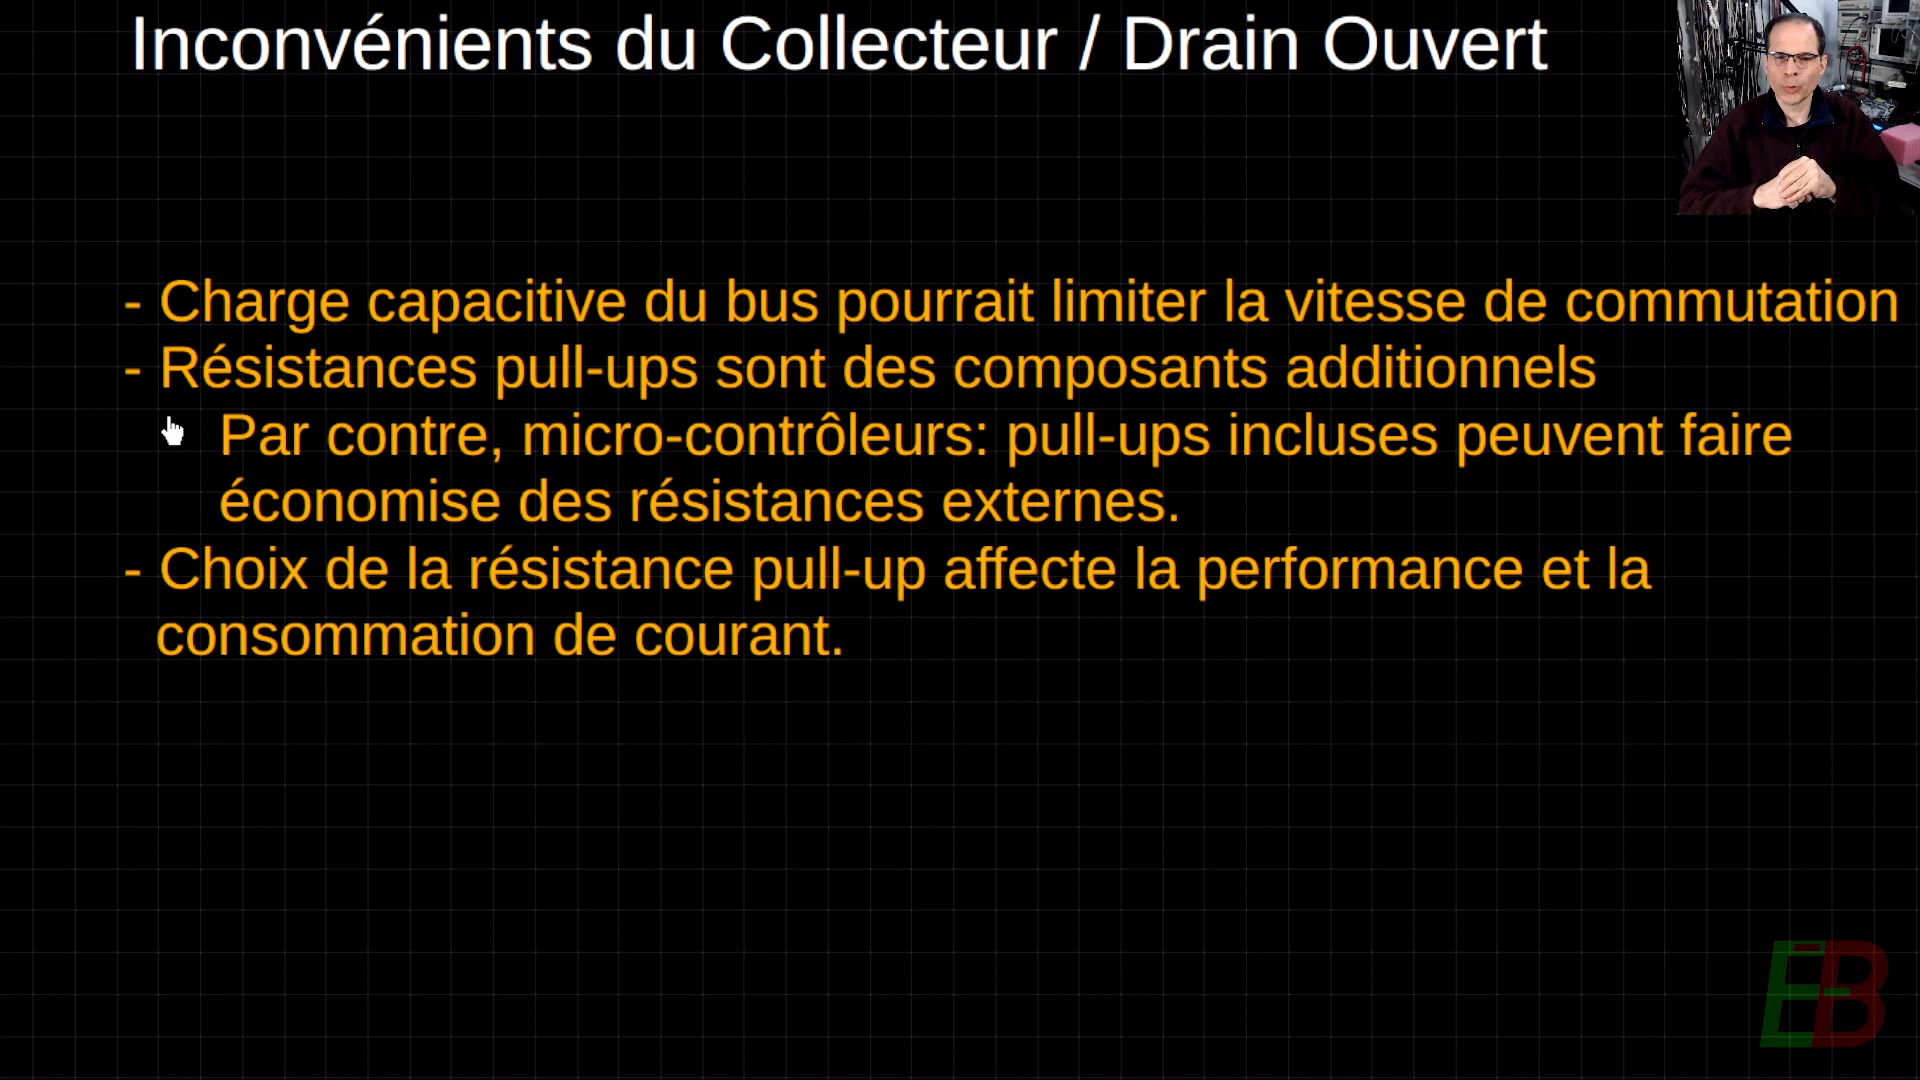 Inconvénients du Collecteur / Drain Ouvert
- Charge capacitive du bus pourrait limiter la vitesse de commutation
- Résistances pull-ups sont des composants additionnels
Par contre, micro-contrôleurs: pull-ups incluses peuvent faire
économise des résistances externes.
- Choix de la résistance pull-up affecte la performance et la
consommation de courant.
EB